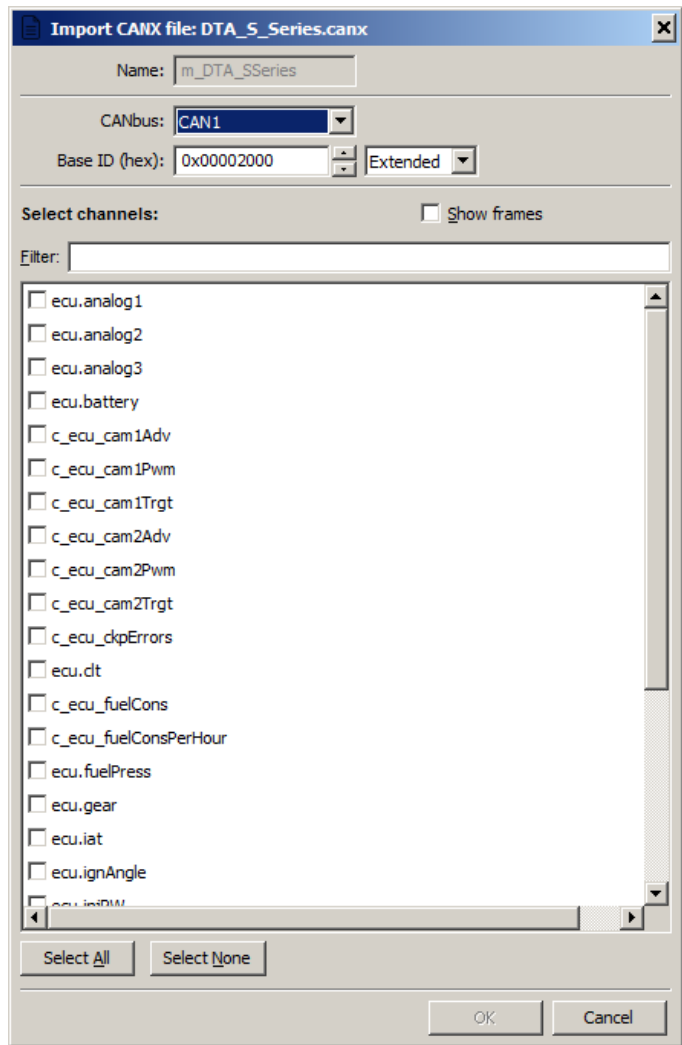 Import CANX file: DTA_S_Series.canx
Name: m_DTA_SSeries
CANbus: CAN1
Base ID (hex): 0x00002000 Extended
Select channels: Show frames
Filter:
ecu.analog1
ecu.analog2
ecu.analog3
ecu.battery
c_ecu_cam1Adv
c_ecu_cam1Pwm
c_ecu_cam1Trgt
c_ecu_cam2Adv
c_ecu_cam2Pwm
c_ecu_cam2Trgt
c_ecu_ckpErrors
ecu.clt
c_ecu_fuelCons
c_ecu_fuelConsPerHour
ecu.fuelPress
ecu.gear
ecu.iat
ecu.ignAngle
Select All Select None
OK Cancel